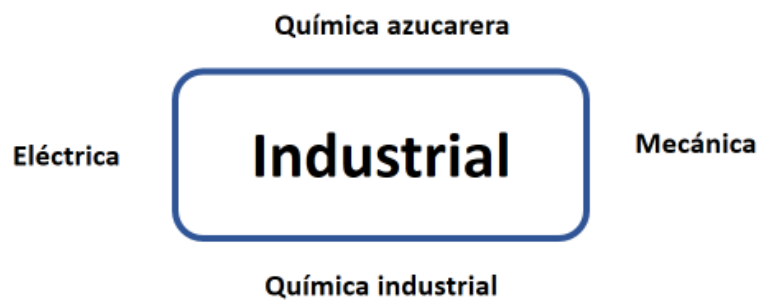 Química azucarera
Eléctrica
Industrial
Mecánica
Química industrial